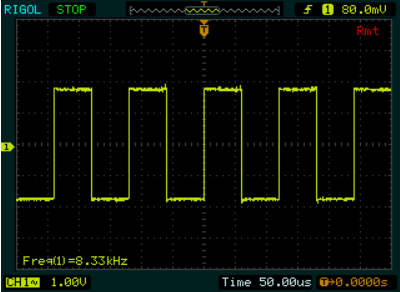 RIGOL STOP T f 1 80.0mV
T
Rmt
1
Freq(1)=8.33kHz
CH1~ 1.00V Time 50.00us T→0.0000s